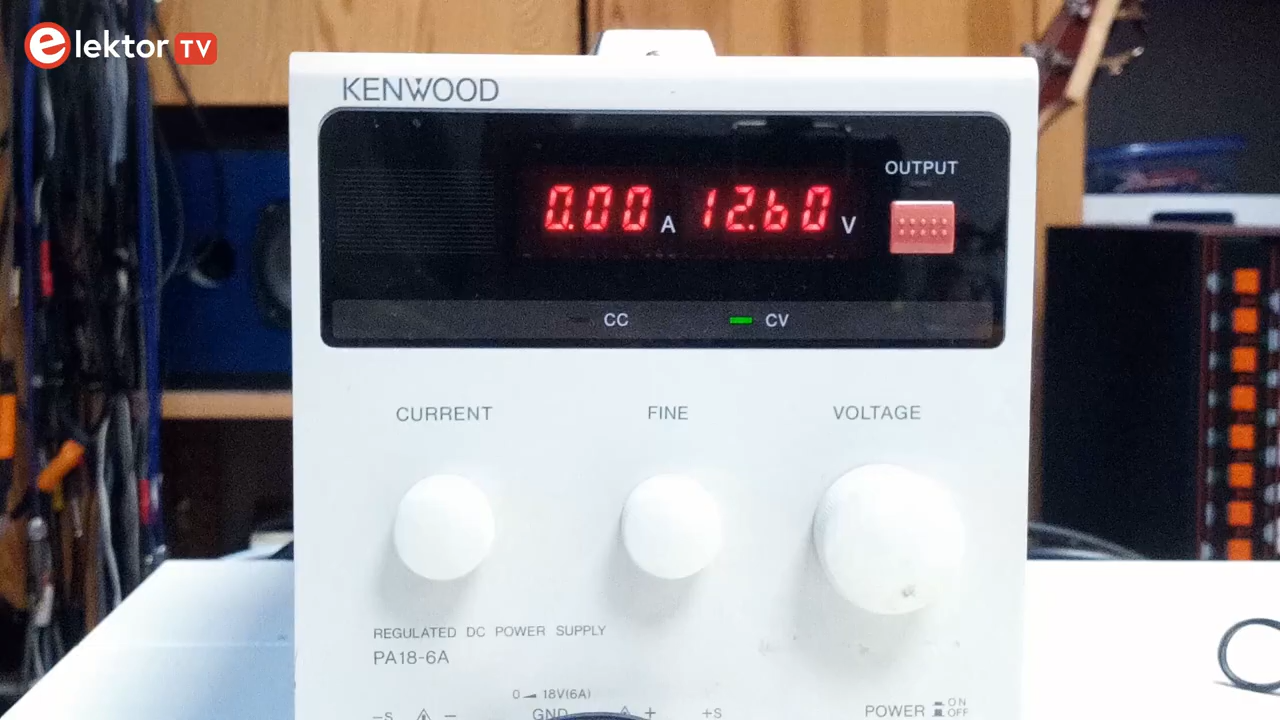 elektor TV
KENWOOD
OUTPUT
0.00 A 12.60 V
CC CV
CURRENT FINE VOLTAGE
REGULATED DC POWER SUPPLY
PA18-6A
0 18V(6A)
POWER ON
OFF
-S - GND + +S